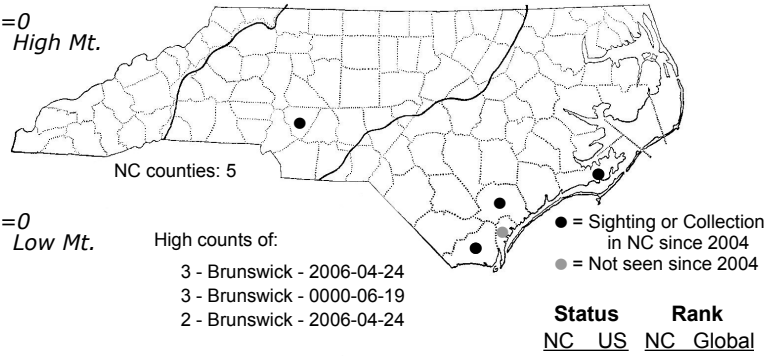 =0
High Mt.
NC counties: 5
=0
Low Mt.
High counts of:
3 - Brunswick - 2006-04-24
3 - Brunswick - 0000-06-19
2 - Brunswick - 2006-04-24
= Sighting or Collection
in NC since 2004
= Not seen since 2004
Status Rank
NC US NC Global